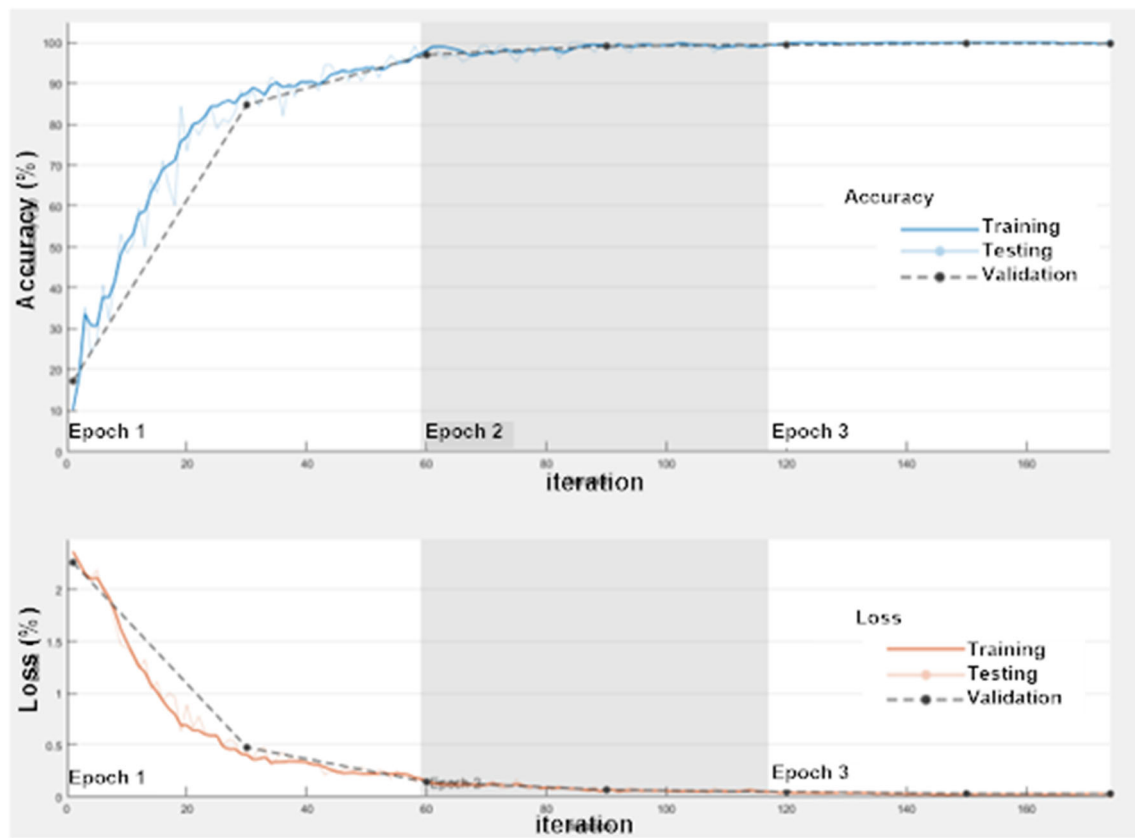 100
90
80
70
60
50
40
30
20
10
0
Accuracy (%)
Accuracy
Training
Testing
Validation
Epoch 1
Epoch 2
Epoch 3
0 20 40 60 80 100 120 140 160
iteration
2
1.5
1
0.5
0
Loss (%)
Loss
Training
Testing
Validation
Epoch 1
Epoch 3
0 20 40 60 80 100 120 140 160
iteration